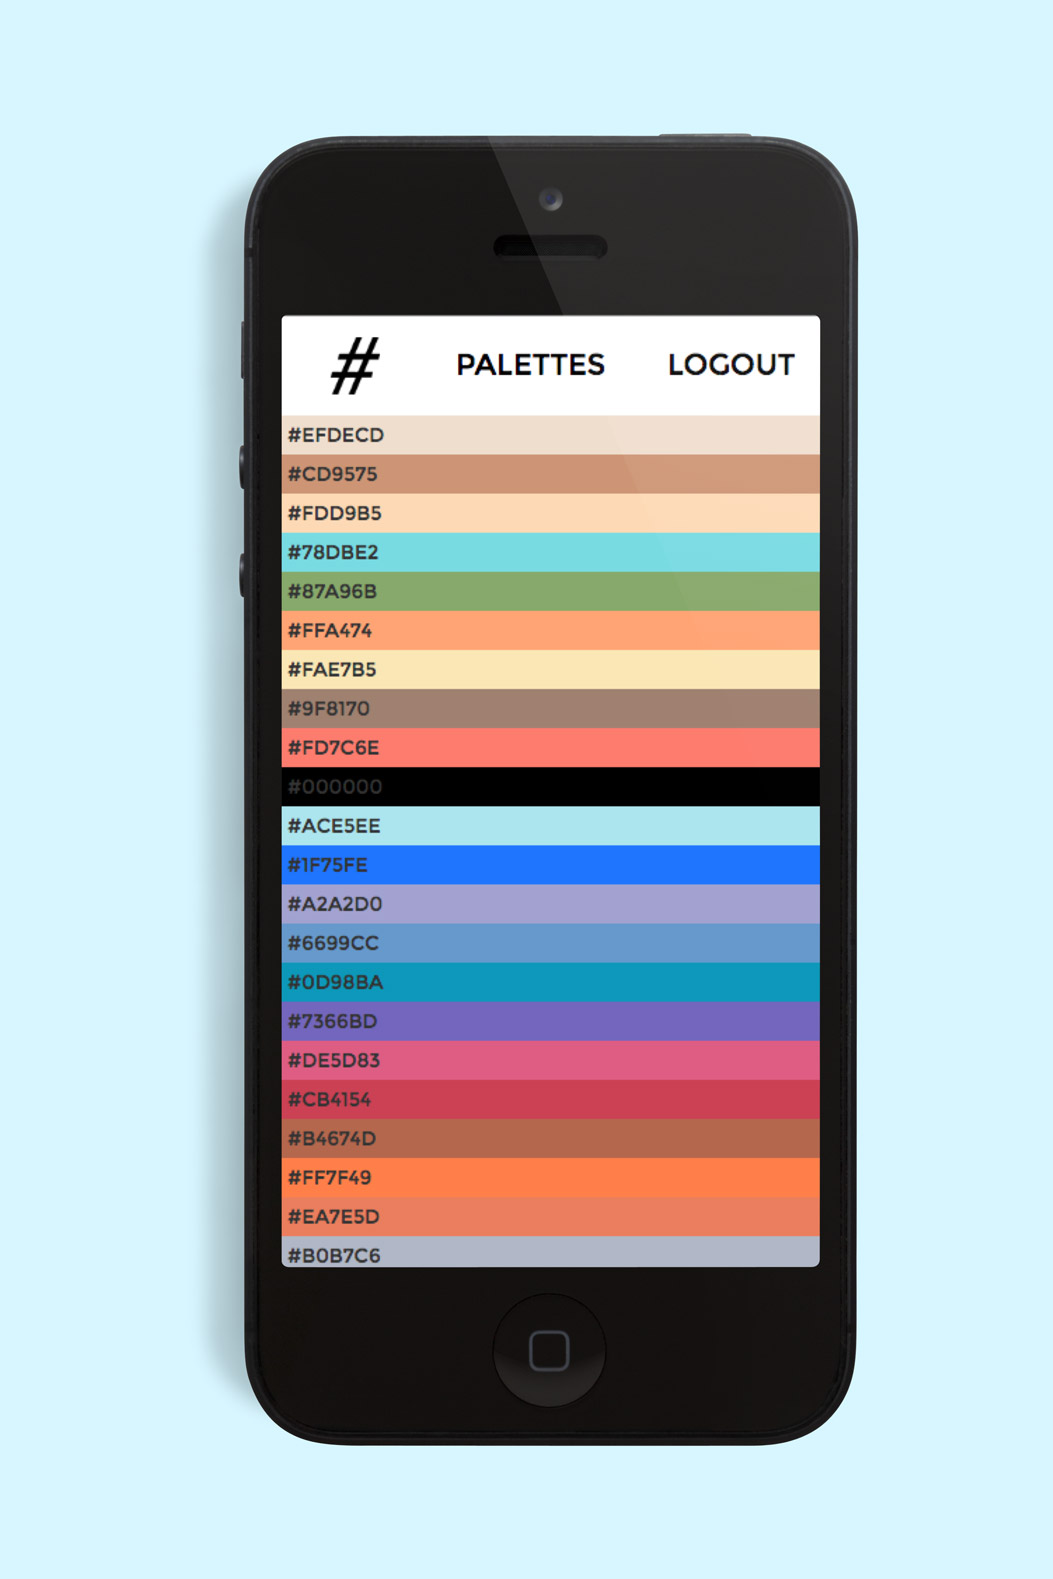 # PALETTES LOGOUT
#EFDECD
#CD9575
#FDD9B5
#78DBE2
#87A96B
#FFA474
#FAE7B5
#9F8170
#FD7C6E
#000000
#ACE5EE
#1F75FE
#A2A2D0
#6699CC
#0D98BA
#7366BD
#DE5D83
#CB4154
#B4674D
#FF7F49
#EA7E5D
#B0B7C6